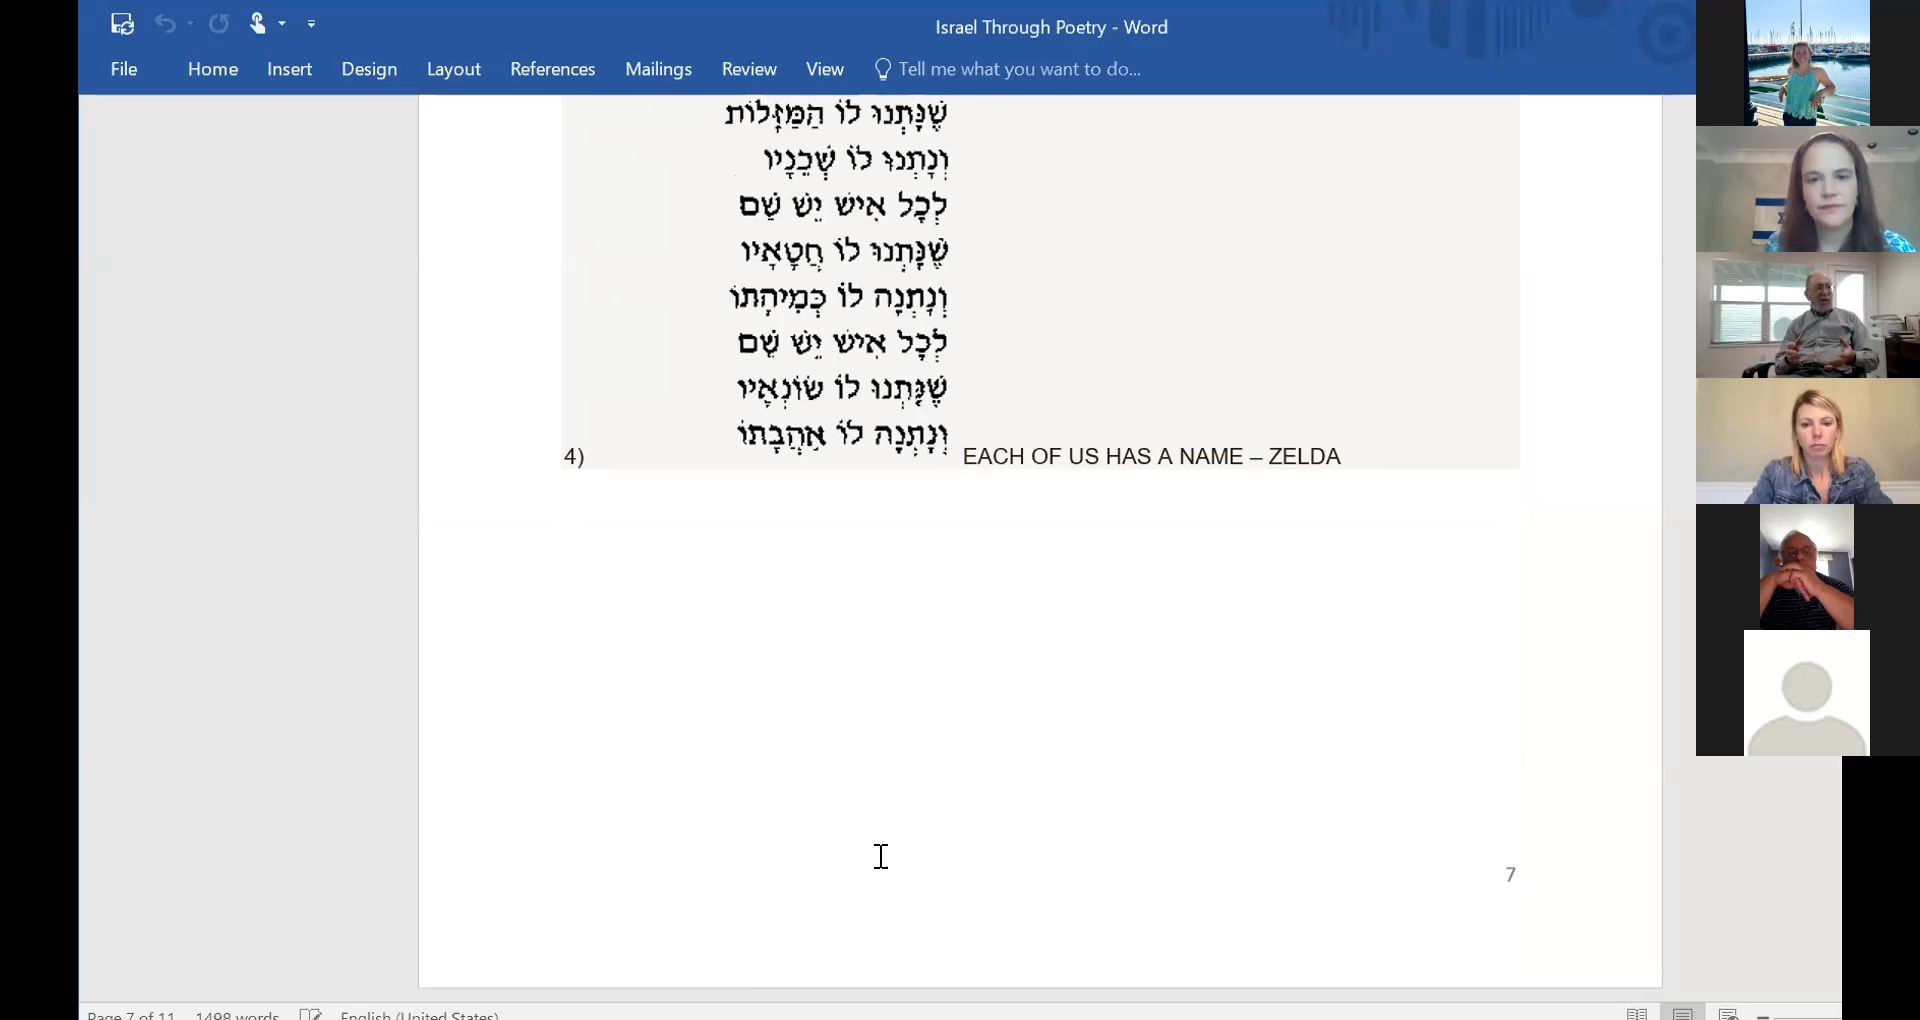 Israel Through Poetry - Word
File Home Insert Design Layout References Mailings Review View Tell me what you want to do...
שֶׁנָּתְנוּ לוֹ הַמַּזָּלוֹת
וְנָתְנוּ לוֹ שְׁכֵנָיו
לְכָל אִישׁ יֵשׁ שֵׁם
שֶׁנָּתְנוּ לוֹ חֲטָאָיו
וְנָתְנָה לוֹ כְּמִיהָתוֹ
לְכָל אִישׁ יֵשׁ שֵׁם
שֶׁנָּתְנוּ לוֹ שׂוֹנְאָיו
וְנָתְנָה לוֹ אַהֲבָתוֹ
4) EACH OF US HAS A NAME – ZELDA
7
Page 7 of 11 1498 words English (United States)